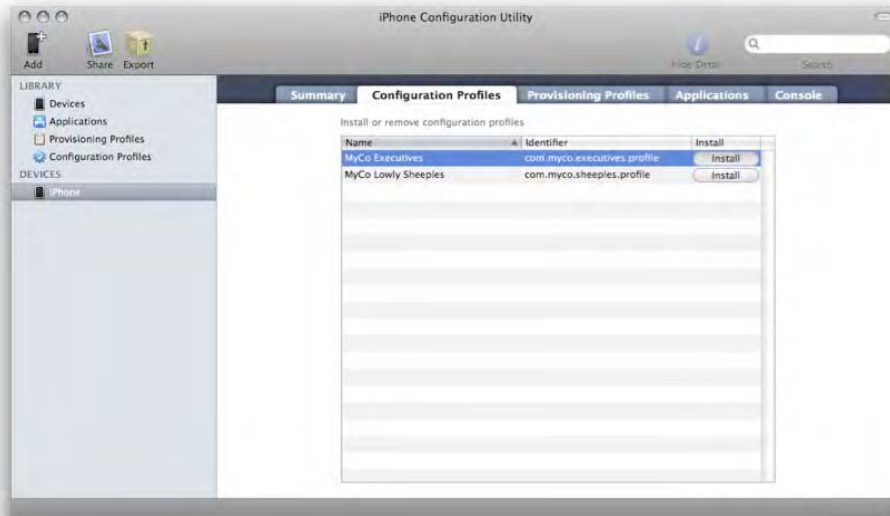 iPhone Configuration Utility
Add Share Export Hide Detail Search
LIBRARY
Devices
Applications
Provisioning Profiles
Configuration Profiles
DEVICES
iPhone
Summary Configuration Profiles Provisioning Profiles Applications Console
Install or remove configuration profiles
Name Identifier Install
MyCo Executives com.myco.executives.profile Install
MyCo Lowly Sheeples com.myco.sheeples.profile Install